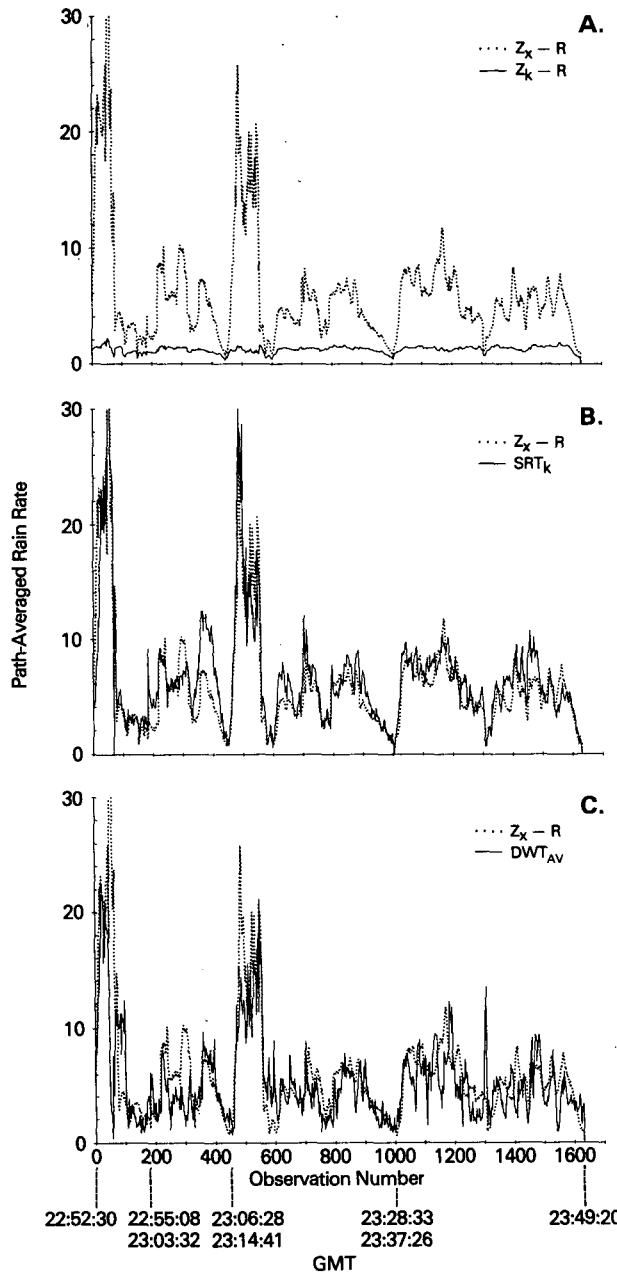 A.
Zx – R
Zk – R
30
20
10
0
B.
Zx – R
SRTk
30
20
10
0
Path-Averaged Rain Rate
C.
Zx – R
DWTAV
30
20
10
0
0 200 400 600 800 1000 1200 1400 1600
Observation Number
22:52:30 22:55:08 23:06:28 23:28:33 23:49:20
23:03:32 23:14:41 23:37:26
GMT